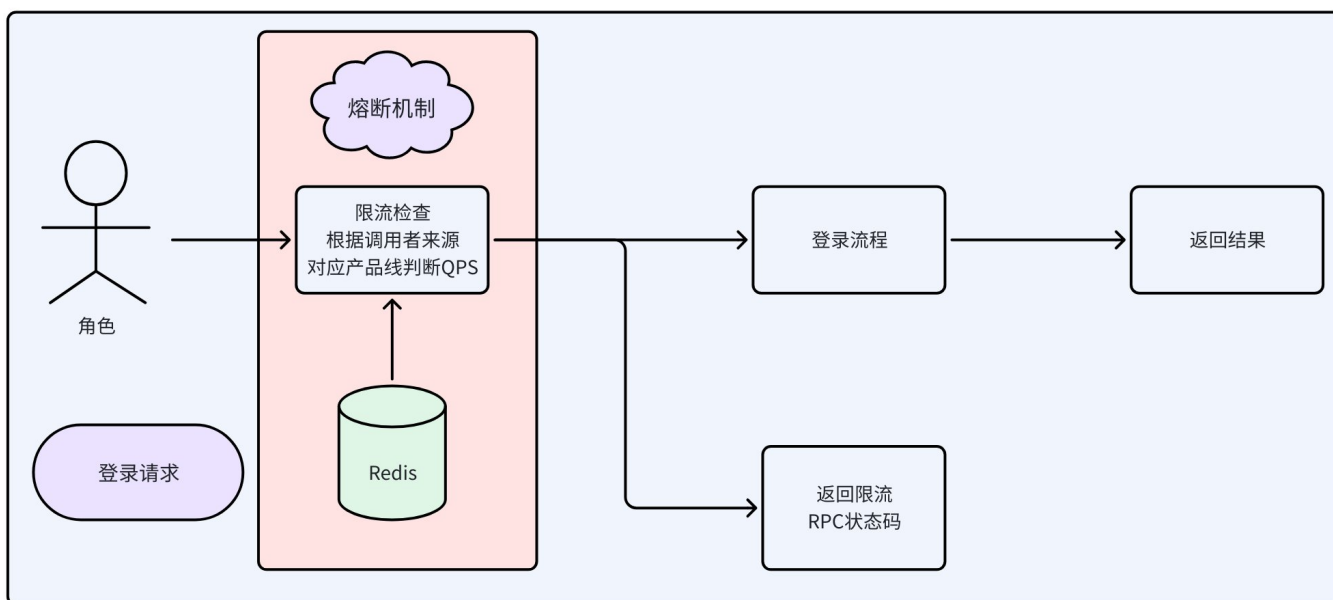 熔断机制
限流检查
根据调用者来源
对应产品线判断QPS
登录流程
返回结果
角色
登录请求
Redis
返回限流
RPC状态码